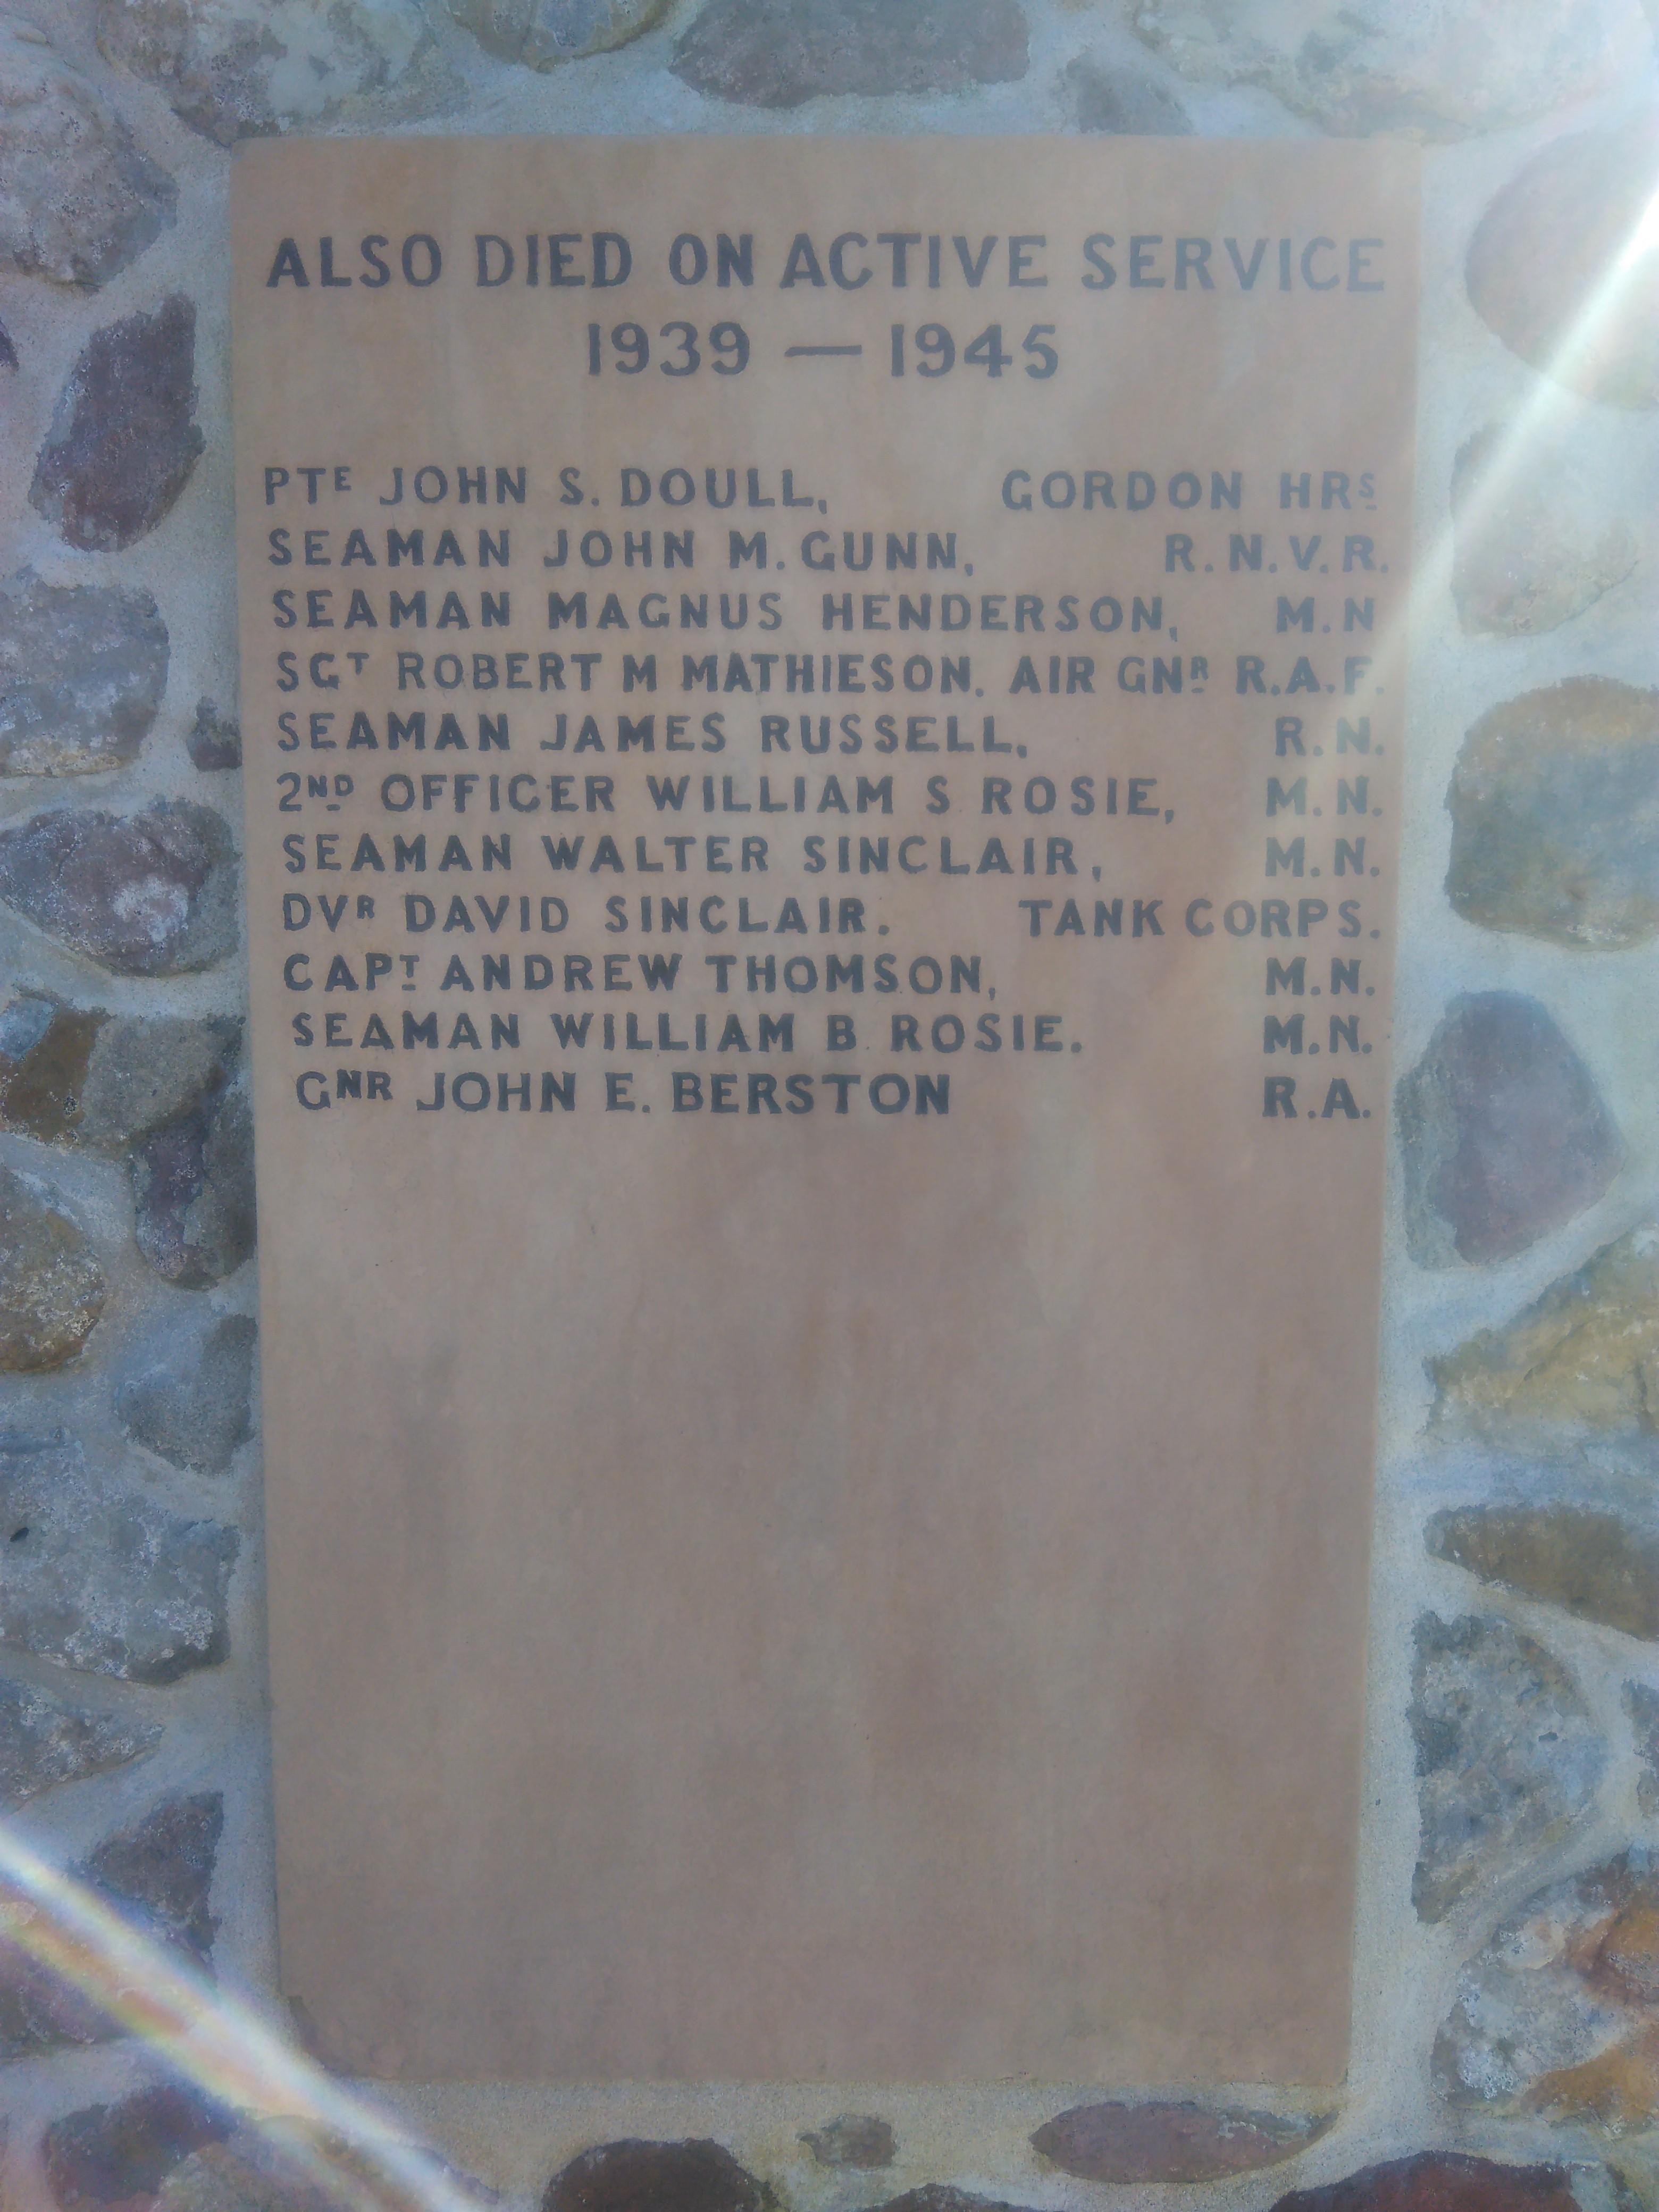 ALSO DIED ON ACTIVE SERVICE
1939 — 1945
PTE JOHN S. DOULL, GORDON HRS
SEAMAN JOHN M. GUNN, R.N.V.R.
SEAMAN MAGNUS HENDERSON, M.N
SGT ROBERT M MATHIESON. AIR GNR R.A.F.
SEAMAN JAMES RUSSELL, R.N.
2ND OFFICER WILLIAM S ROSIE, M.N.
SEAMAN WALTER SINCLAIR, M.N.
DVR DAVID SINCLAIR. TANK CORPS.
CAPT ANDREW THOMSON, M.N.
SEAMAN WILLIAM B ROSIE. M.N.
GNR JOHN E. BERSTON R.A.